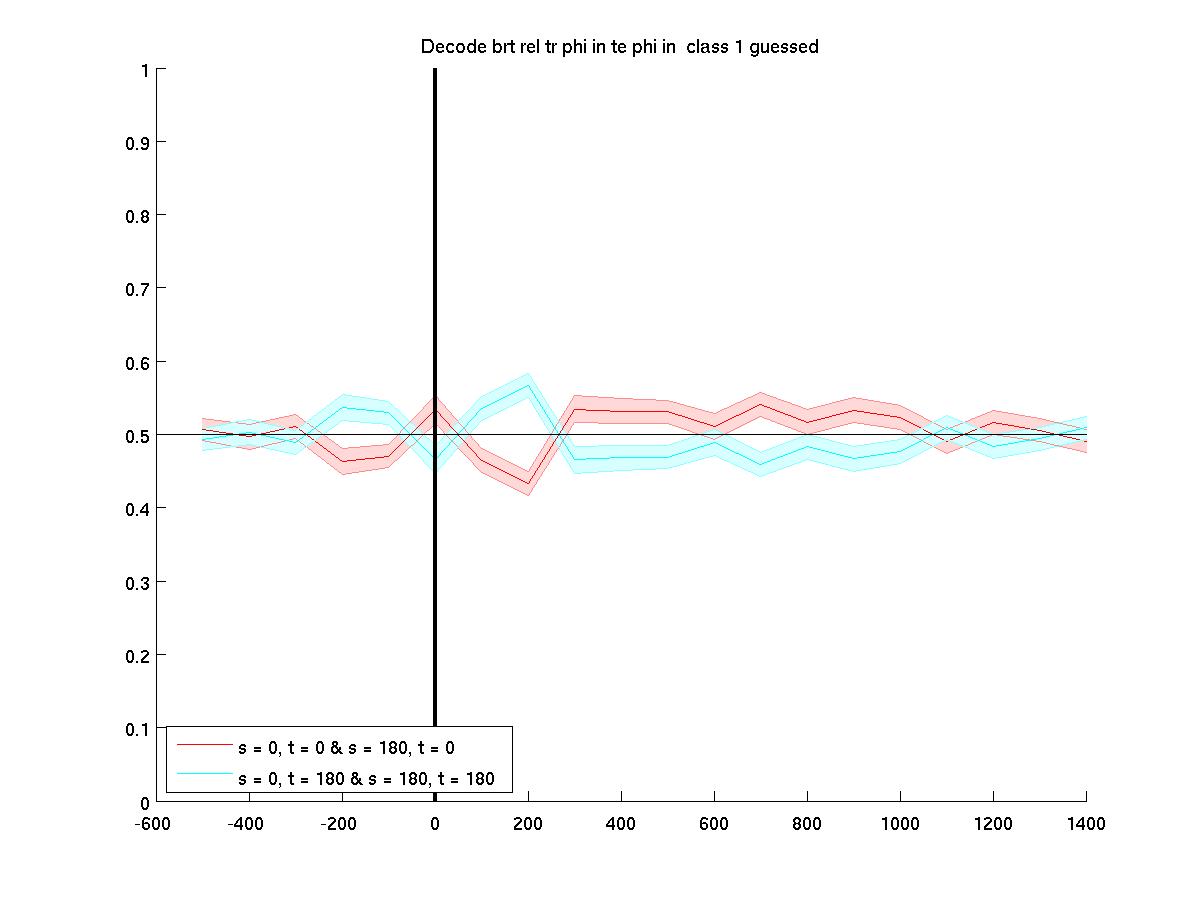 Decode brt rel tr phi in te phi in  class 1 guessed
1
0.9
0.8
0.7
0.6
0.5
0.4
0.3
0.2
0.1
0
s = 0, t = 0 & s = 180, t = 0
s = 0, t = 180 & s = 180, t = 180
-600 -400 -200 0 200 400 600 800 1000 1200 1400